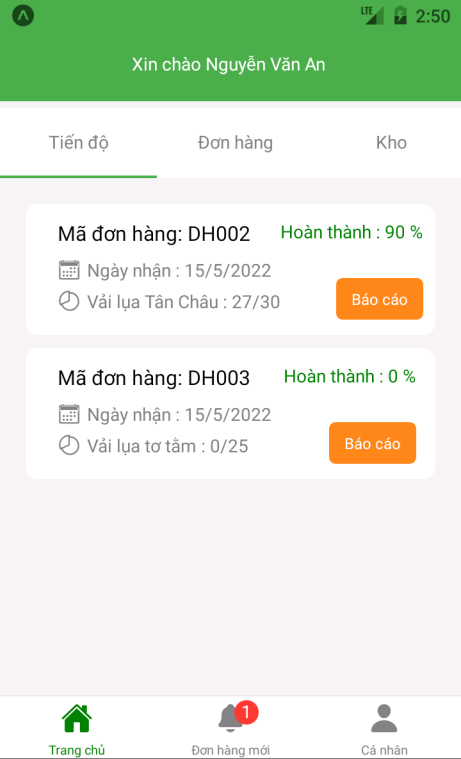 LTE 2:50
Xin chào Nguyễn Văn An
Tiến độ Đơn hàng Kho
Mã đơn hàng: DH002 Hoàn thành : 90 %
Ngày nhận : 15/5/2022
Vải lụa Tân Châu : 27/30 Báo cáo
Mã đơn hàng: DH003 Hoàn thành : 0 %
Ngày nhận : 15/5/2022
Vải lụa tơ tằm : 0/25 Báo cáo
1
Trang chủ Đơn hàng mới Cá nhân